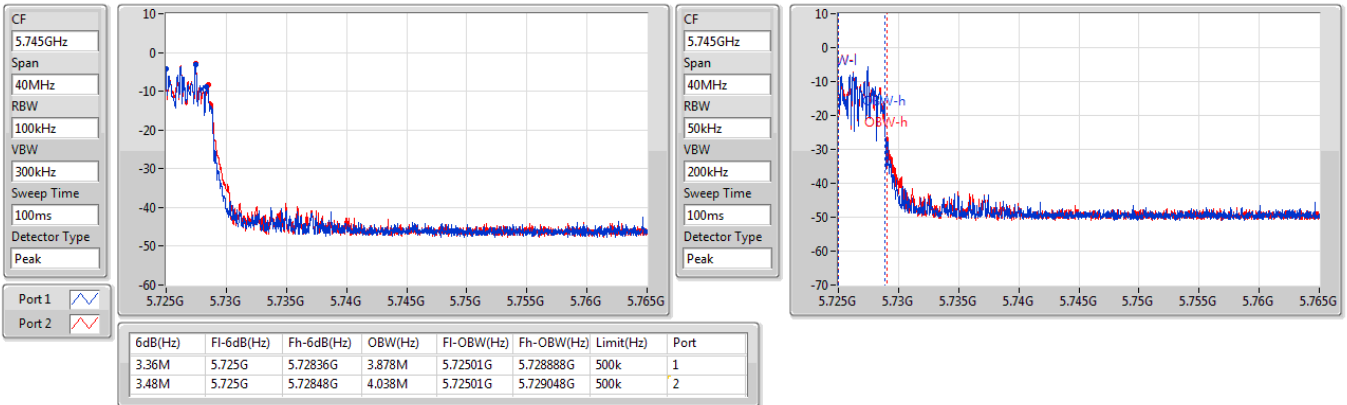 CF
5.745GHz
Span
40MHz
RBW
100kHz
VBW
300kHz
Sweep Time
100ms
Detector Type
Peak
Port 1
Port 2
10
0
-10
-20
-30
-40
-50
-60
5.725G 5.73G 5.735G 5.74G 5.745G 5.75G 5.755G 5.76G 5.765G
CF
5.745GHz
Span
40MHz
RBW
50kHz
VBW
200kHz
Sweep Time
100ms
Detector Type
Peak
10
0
-10
-20
-30
-40
-50
-60
-70
W-l
OBW-h
OBW-h
5.725G 5.73G 5.735G 5.74G 5.745G 5.75G 5.755G 5.76G 5.765G
6dB(Hz) Fl-6dB(Hz) Fh-6dB(Hz) OBW(Hz) Fl-OBW(Hz) Fh-OBW(Hz) Limit(Hz) Port
3.36M 5.725G 5.72836G 3.878M 5.72501G 5.728888G 500k 1
3.48M 5.725G 5.72848G 4.038M 5.72501G 5.729048G 500k 2